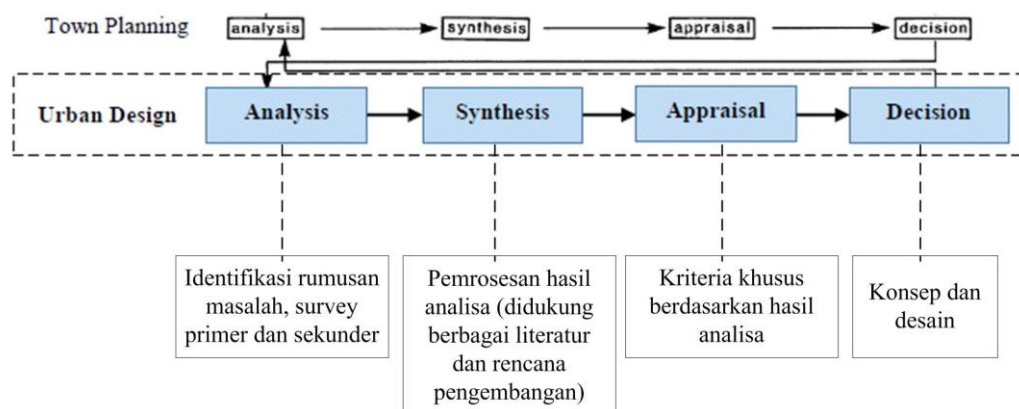 Town Planning analysis synthesis appraisal decision
Urban Design Analysis Synthesis Appraisal Decision
Identifikasi rumusan
masalah, survey
primer dan sekunder
Pemrosesan hasil
analisa (didukung
berbagai literatur
dan rencana
pengembangan)
Kriteria khusus
berdasarkan hasil
analisa
Konsep dan
desain